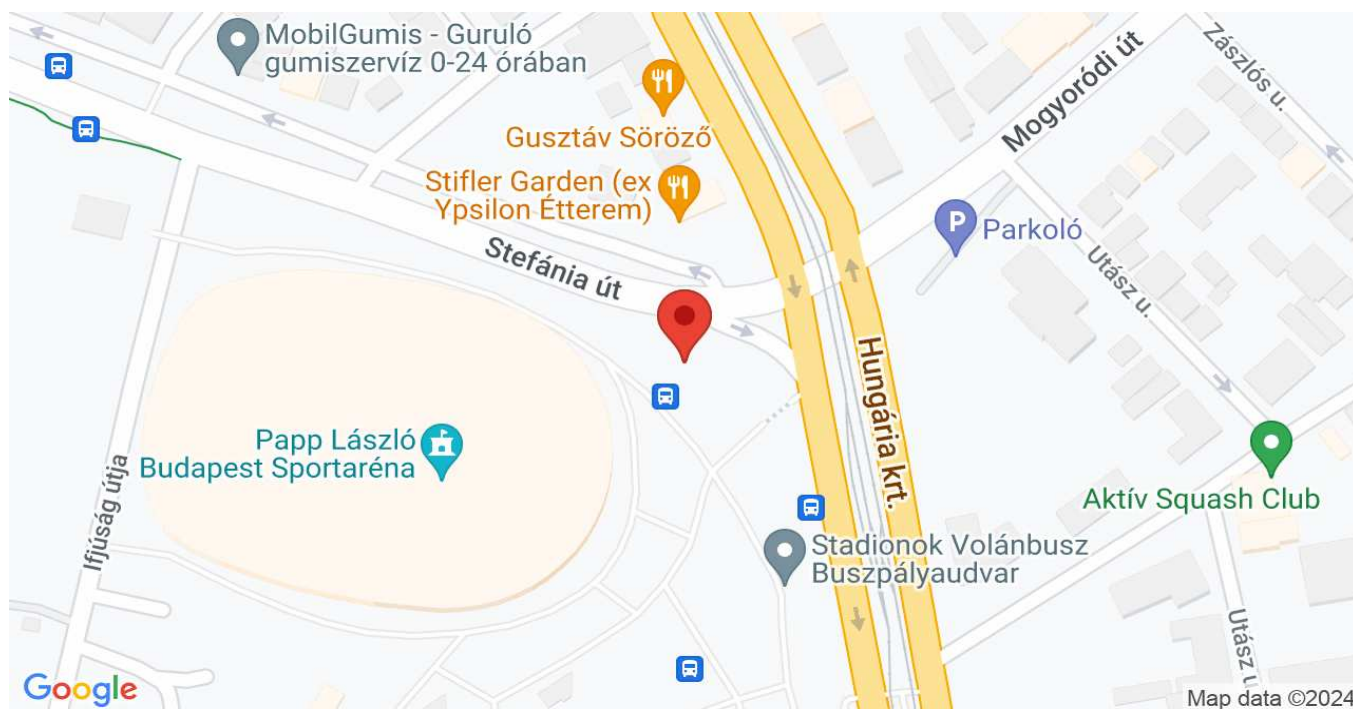 MobilGumis - Guruló
gumiszervíz 0-24 órában
Gusztáv Söröző
Stifler Garden (ex
Ypsilon Étterem)
Mogyoródi út
Zászlós u.
P
Parkoló
Utász u.
Stefánia út
Hungária krt.
Papp László
Budapest Sportaréna
Ifjúság útja
Aktív Squash Club
Stadionok Volánbusz
Buszpályaudvar
Utász u.
Google
Map data ©2024